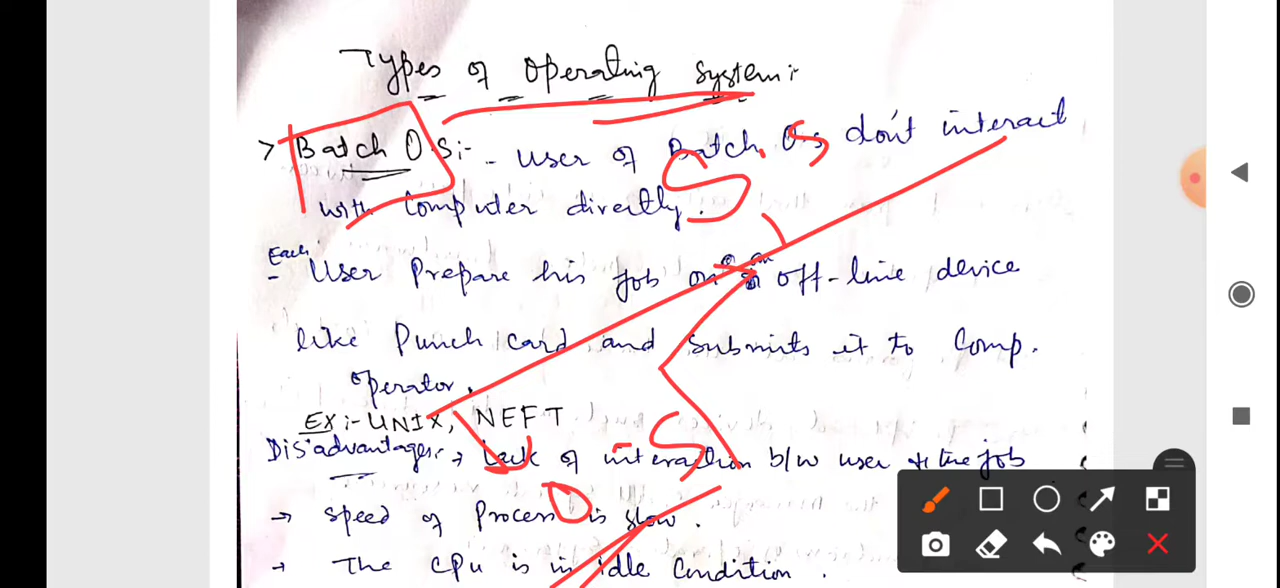 Types of Operating System:-
> Batch O.S:- - User of Batch OS don't interact
with Computer directly.
Each
- User Prepare his job on an off-line device
like Punch card and Submits it to Comp.
Operator.
Ex:- UNIX, NEFT
Disadvantages:- → Lack of interaction b/w user & the job
→ Speed of Process is slow.
→ The CPU is in idle Condition.